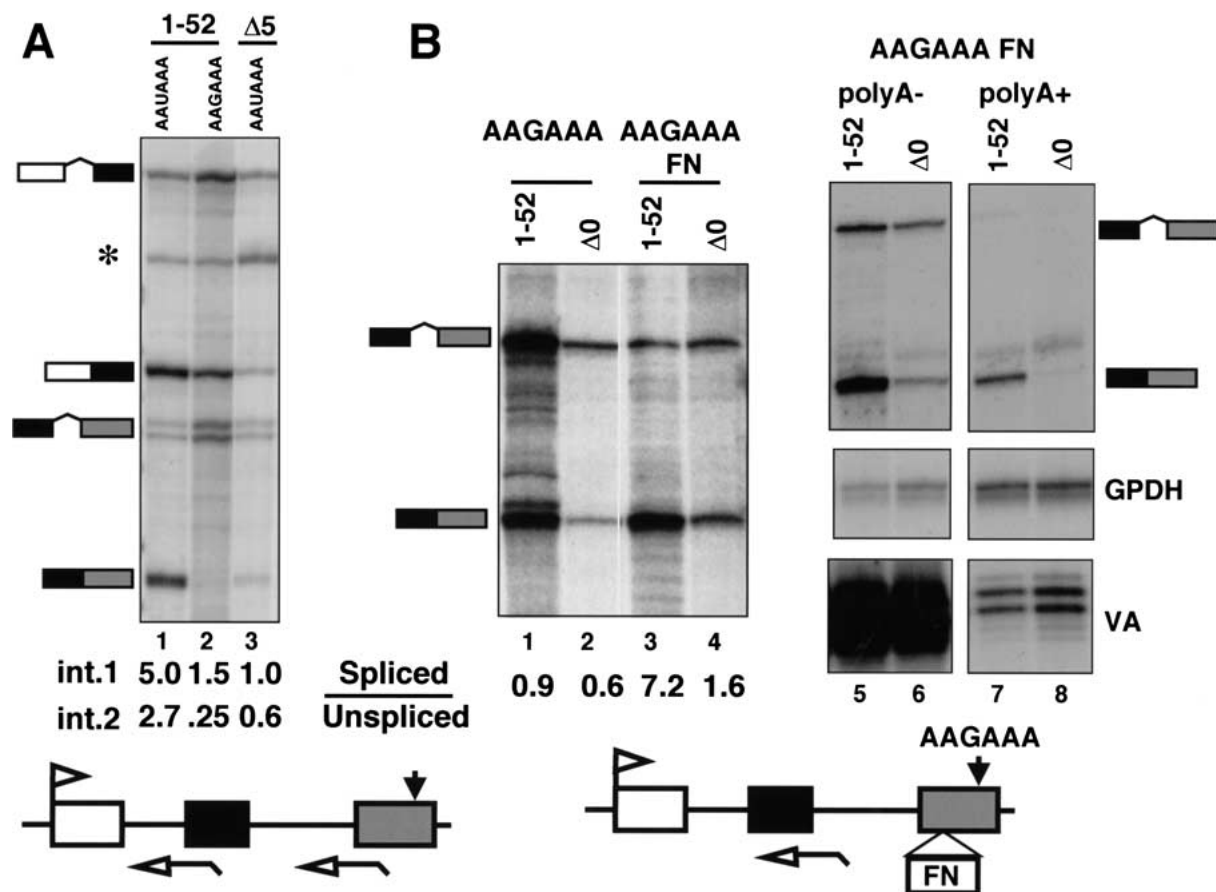 A
1-52 Δ5
AAUAAA AAGAAA AAUAAA
*
1 2 3
int.1 5.0 1.5 1.0
int.2 2.7 .25 0.6
Spliced
Unspliced
B
AAGAAA AAGAAA
FN
1-52 Δ0 1-52 Δ0
1 2 3 4
0.9 0.6 7.2 1.6
AAGAAA FN
polyA- polyA+
1-52 Δ0 1-52 Δ0
GPDH
VA
5 6 7 8
AAGAAA
FN